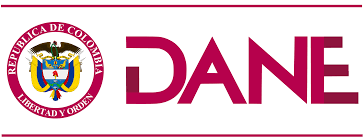 REPUBLICA DE COLOMBIA
LIBERTAD Y ORDEN
DANE